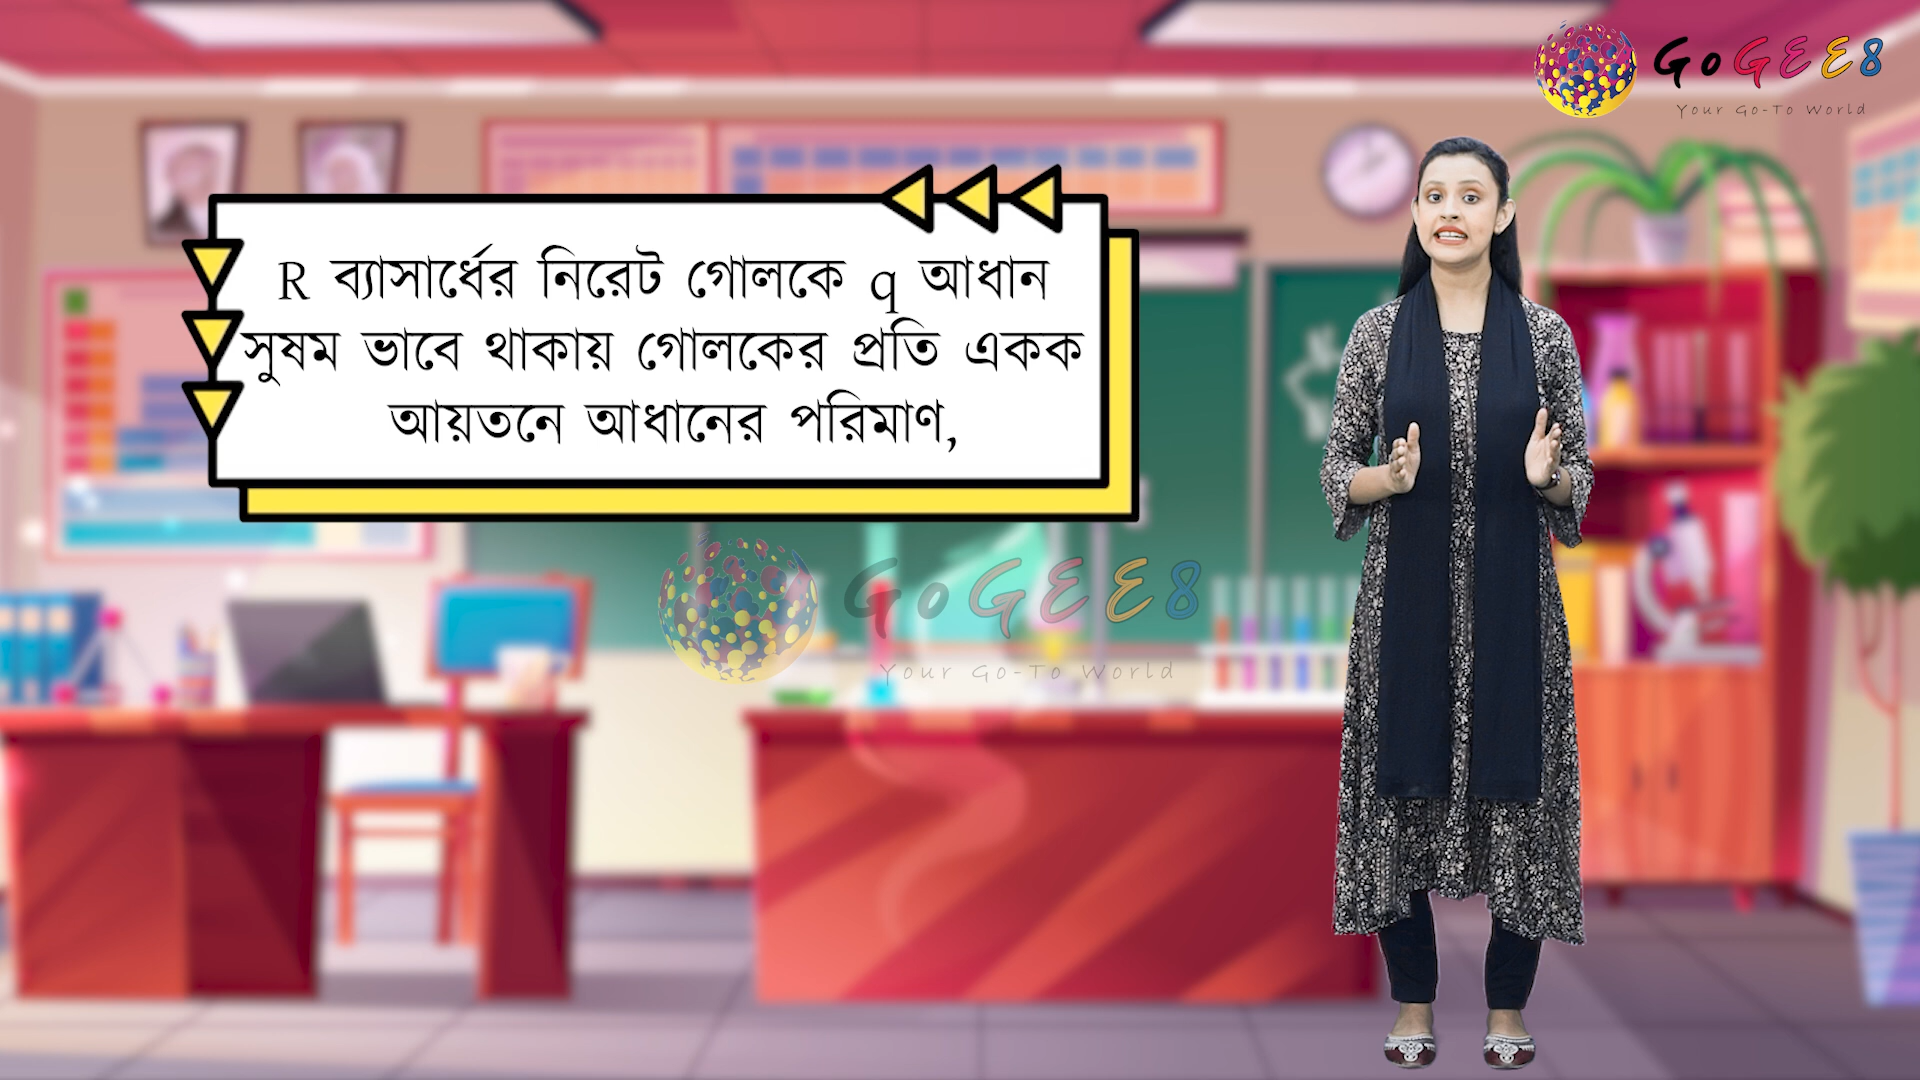 GoGEE8
Your Go-To World
R ব্যাসার্ধের নিরেট গোলকে q আধান
সুষম ভাবে থাকায় গোলকের প্রতি একক
আয়তনে আধানের পরিমাণ,
GoGEE8
Your Go-To World